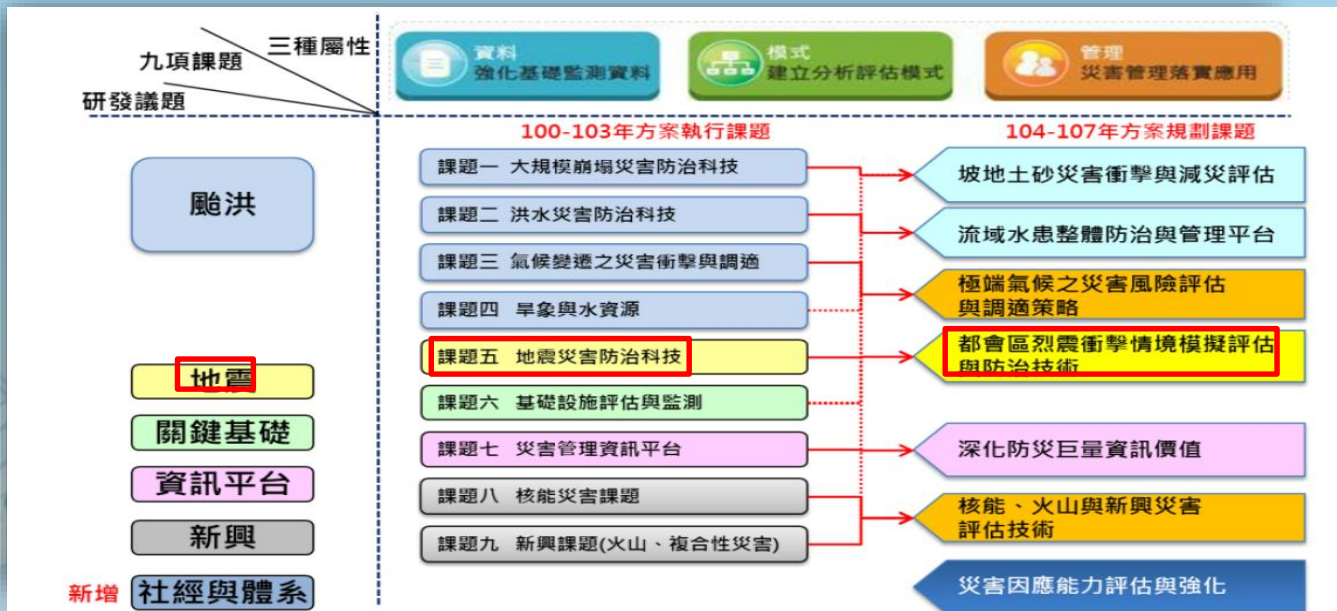 三種屬性
九項課題
研發議題
資料
強化基礎監測資料
模式
建立分析評估模式
管理
災害管理落實應用
100-103年方案執行課題
104-107年方案規劃課題
颱洪
地震
關鍵基礎
資訊平台
新興
新增 社經與體系
課題一 大規模崩塌災害防治科技
課題二 洪水災害防治科技
課題三 氣候變遷之災害衝擊與調適
課題四 旱象與水資源
課題五 地震災害防治科技
課題六 基礎設施評估與監測
課題七 災害管理資訊平台
課題八 核能災害課題
課題九 新興課題(火山、複合性災害)
坡地土砂災害衝擊與減災評估
流域水患整體防治與管理平台
極端氣候之災害風險評估
與調適策略
都會區烈震衝擊情境模擬評估
與防治技術
深化防災巨量資訊價值
核能、火山與新興災害
評估技術
災害因應能力評估與強化